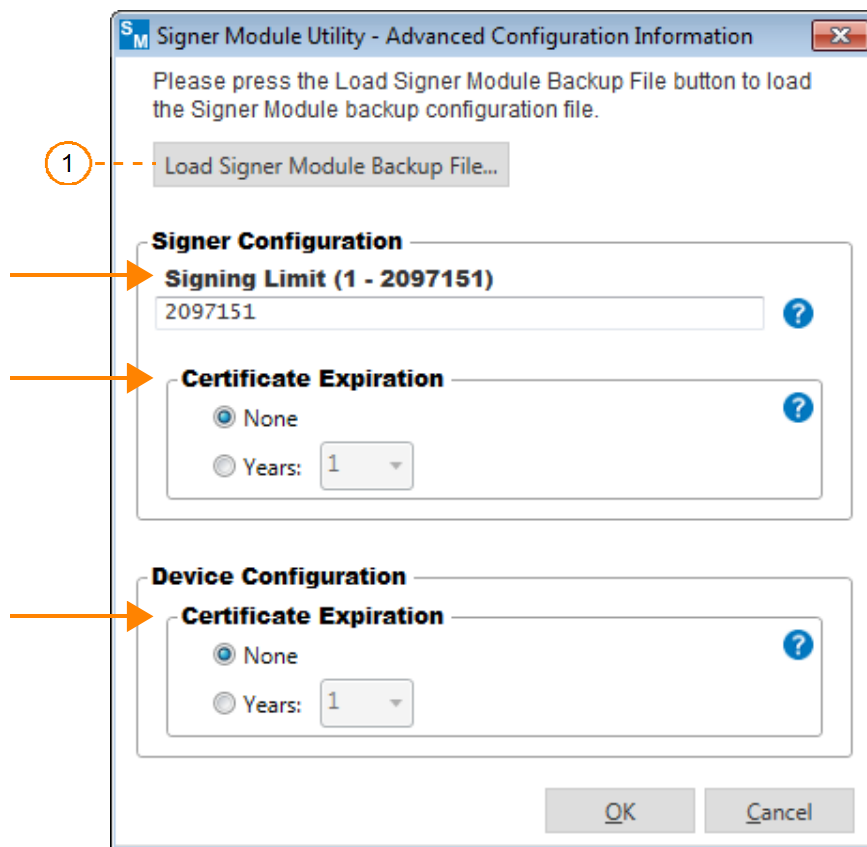 SM Signer Module Utility - Advanced Configuration Information
Please press the Load Signer Module Backup File button to load
the Signer Module backup configuration file.
1
Load Signer Module Backup File...
Signer Configuration
Signing Limit (1 - 2097151)
2097151
?
Certificate Expiration
?
None
Years: 1
Device Configuration
Certificate Expiration
?
None
Years: 1
OK Cancel